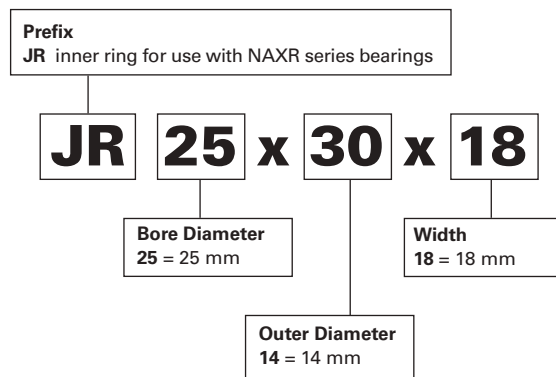 Prefix
JR inner ring for use with NAXR series bearings
JR 25 x 30 x 18
Bore Diameter
25 = 25 mm
Width
18 = 18 mm
Outer Diameter
14 = 14 mm